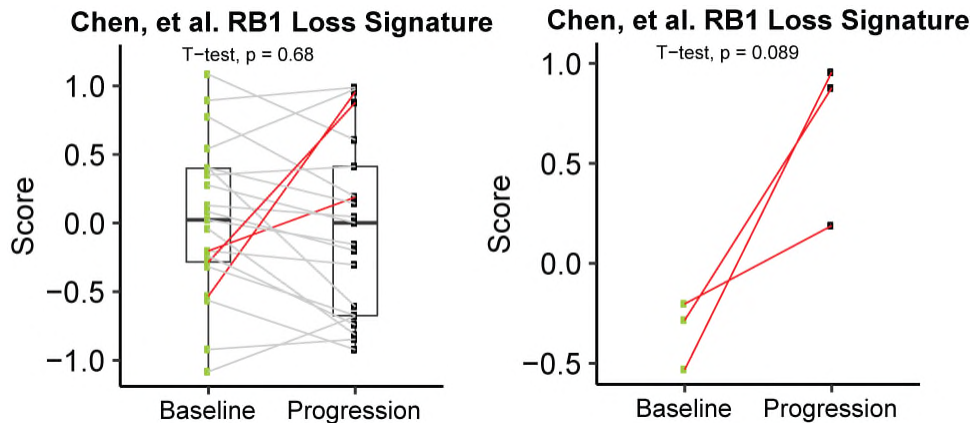 Chen, et al. RB1 Loss Signature
T−test, p = 0.68
Score
1.0
0.5
0.0
−0.5
−1.0
Baseline Progression
Chen, et al. RB1 Loss Signature
T−test, p = 0.089
Score
1.0
0.5
0.0
−0.5
Baseline Progression